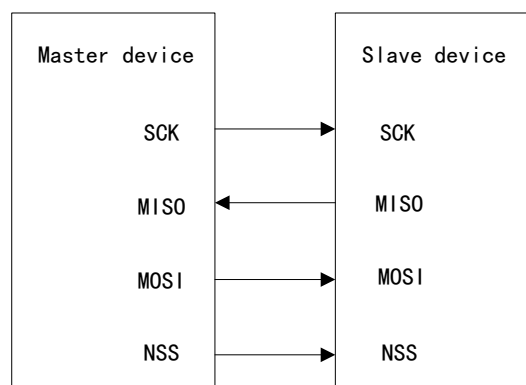 Master device Slave device
SCK SCK
MISO MISO
MOSI MOSI
NSS NSS